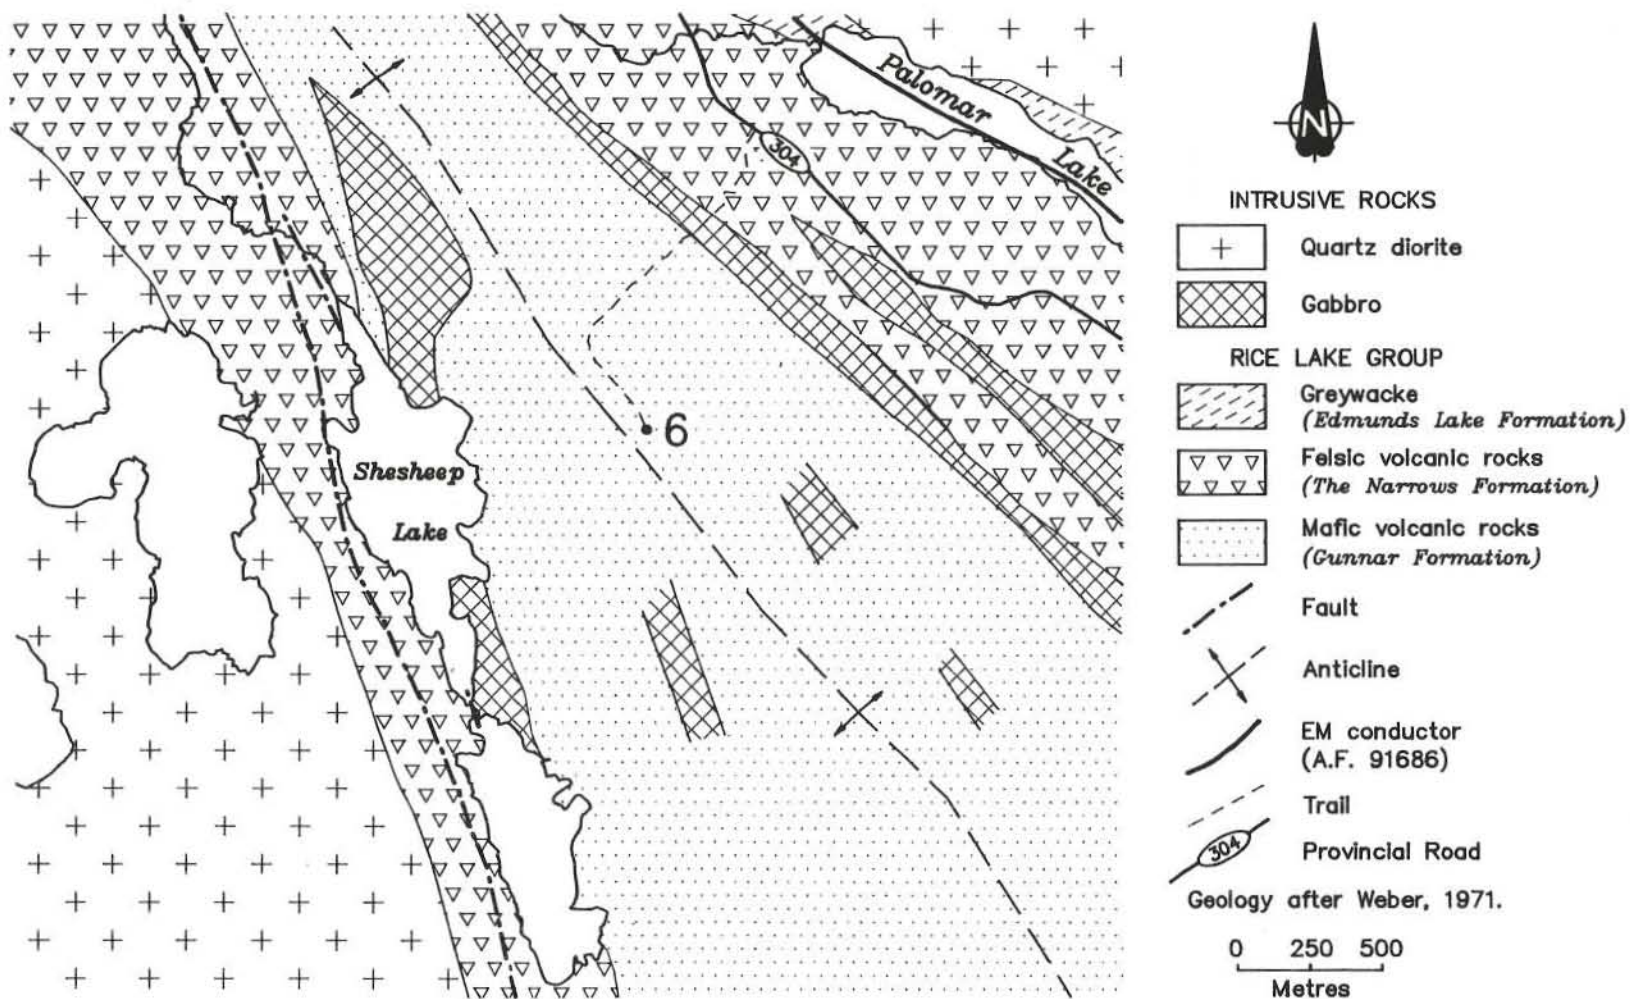 Palomar
Lake
304
6
Shesheep
Lake
N
INTRUSIVE ROCKS
Quartz diorite
Gabbro
RICE LAKE GROUP
Greywacke
(Edmunds Lake Formation)
Felsic volcanic rocks
(The Narrows Formation)
Mafic volcanic rocks
(Gunnar Formation)
Fault
Anticline
EM conductor
(A.F. 91686)
Trail
304
Provincial Road
Geology after Weber, 1971.
0 250 500
Metres